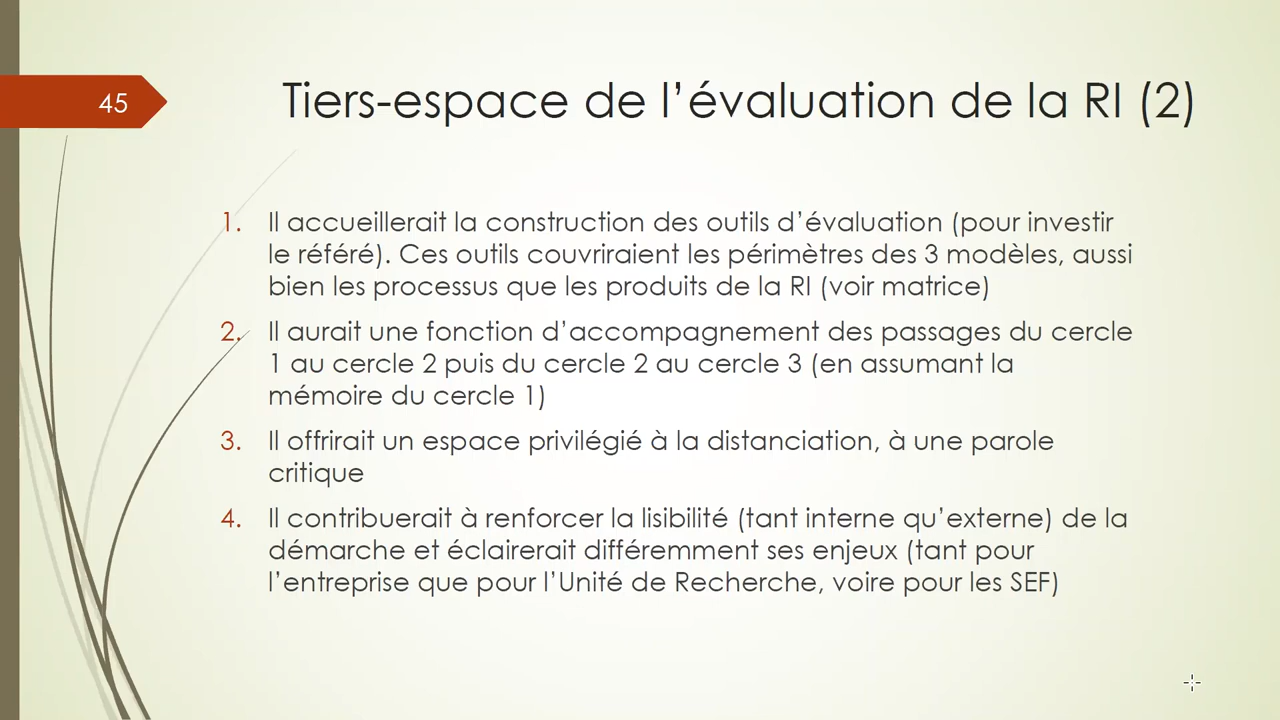 45
Tiers-espace de l’évaluation de la RI (2)
1. Il accueillerait la construction des outils d’évaluation (pour investir
le référé). Ces outils couvriraient les périmètres des 3 modèles, aussi
bien les processus que les produits de la RI (voir matrice)
2. Il aurait une fonction d’accompagnement des passages du cercle
1 au cercle 2 puis du cercle 2 au cercle 3 (en assumant la
mémoire du cercle 1)
3. Il offrirait un espace privilégié à la distanciation, à une parole
critique
4. Il contribuerait à renforcer la lisibilité (tant interne qu’externe) de la
démarche et éclairerait différemment ses enjeux (tant pour
l’entreprise que pour l’Unité de Recherche, voire pour les SEF)